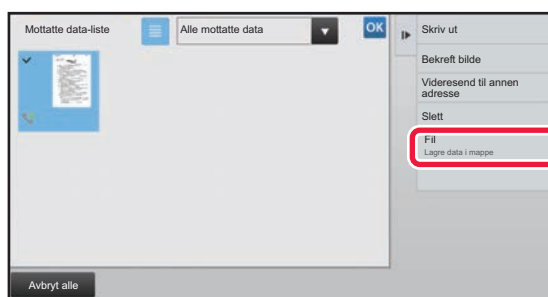 Mottatte data-liste
Alle mottatte data
OK
Skriv ut
Bekreft bilde
Videresend til annen
adresse
Slett
Fil
Lagre data i mappe
Avbryt alle